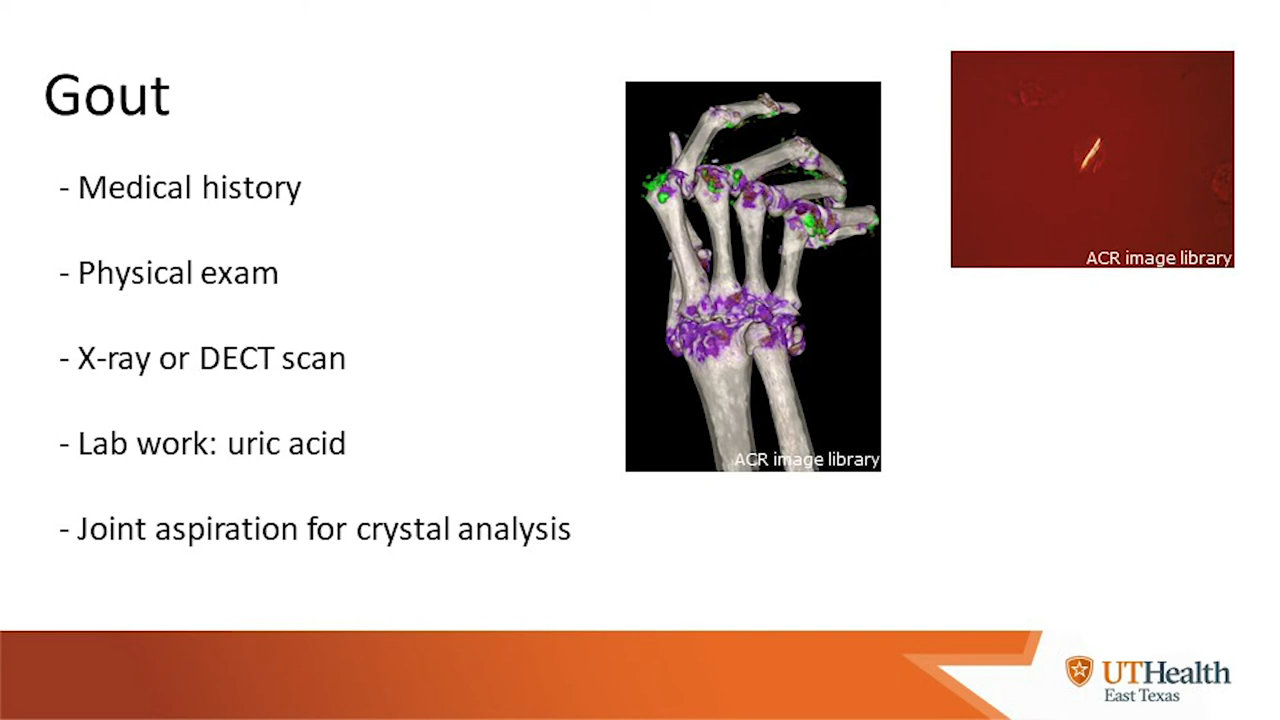 Gout
- Medical history
- Physical exam
- X-ray or DECT scan
- Lab work: uric acid
- Joint aspiration for crystal analysis
ACR image library
ACR image library
UTHealth
East Texas